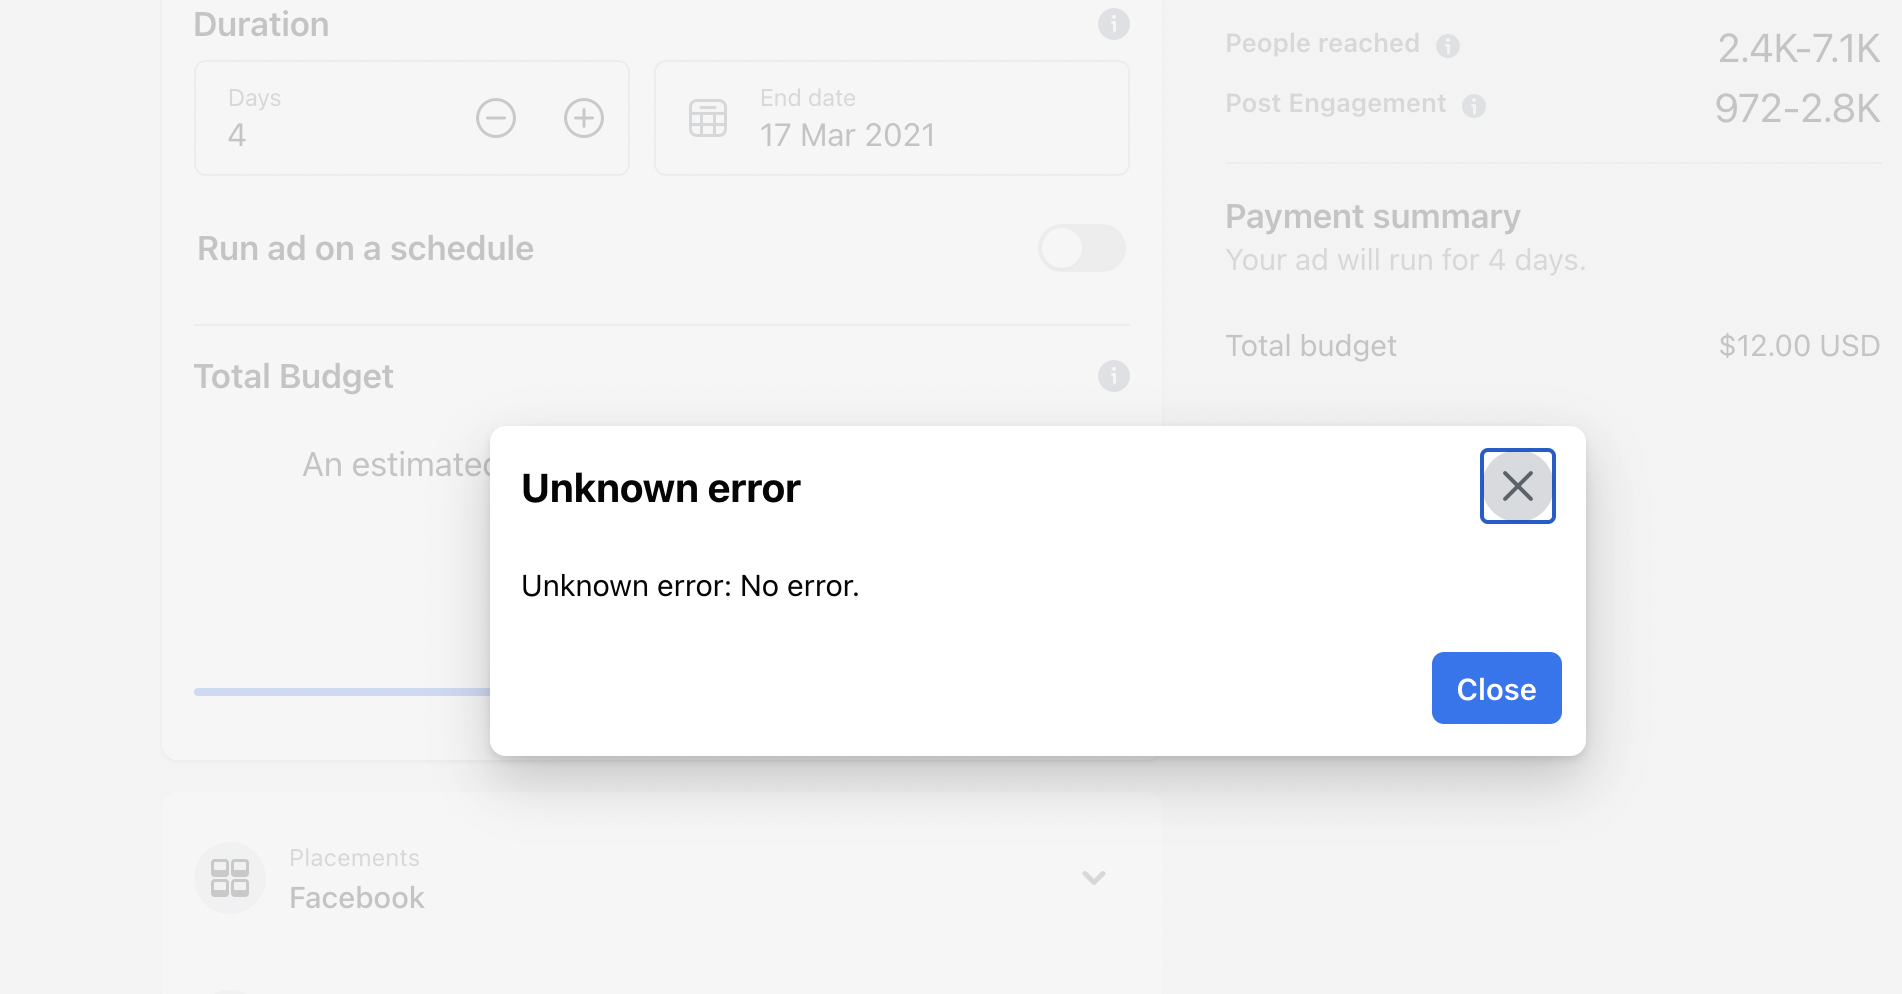 Duration
Days
4
End date
17 Mar 2021
Run ad on a schedule
Total Budget
An estimated
People reached
2.4K-7.1K
Post Engagement
972-2.8K
Payment summary
Your ad will run for 4 days.
Total budget
$12.00 USD
Unknown error
Unknown error: No error.
Close
Placements
Facebook